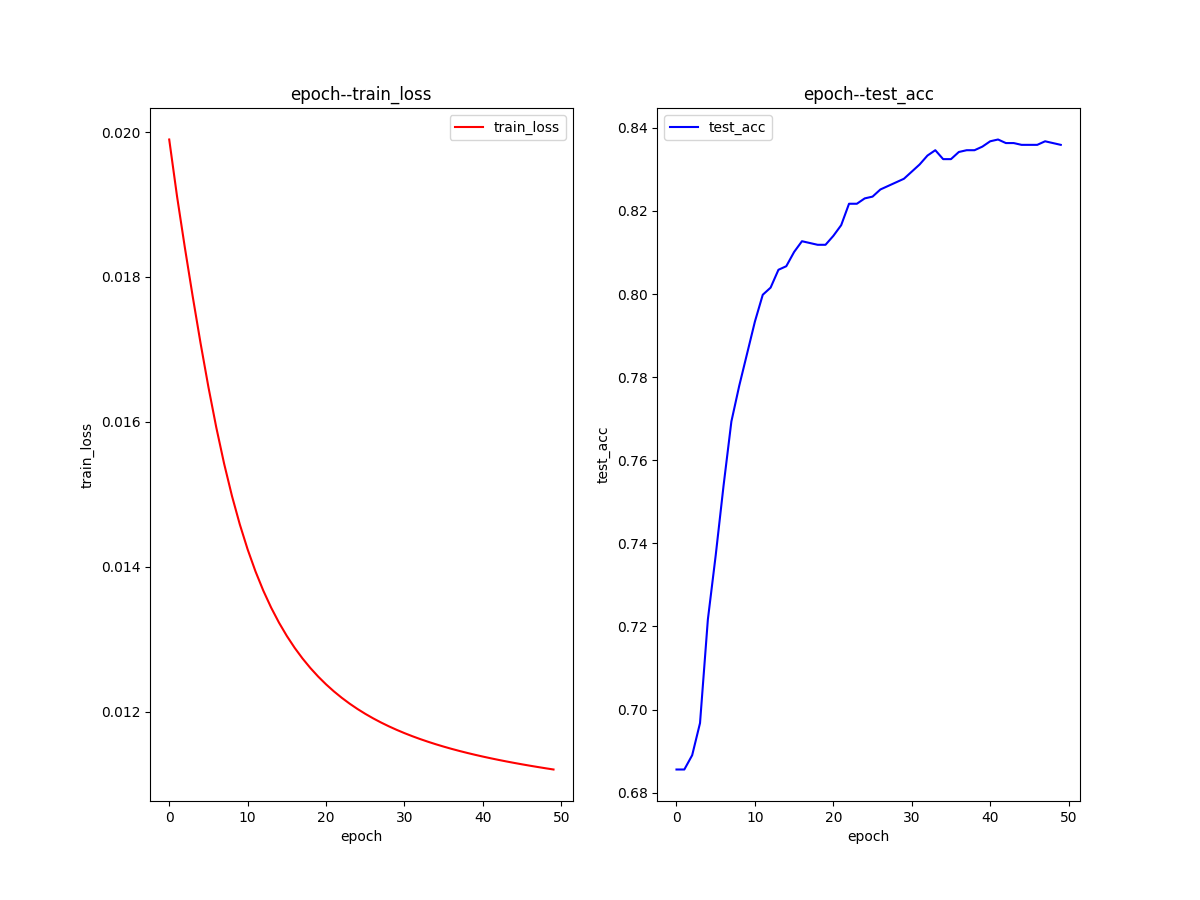 epoch--train_loss
train_loss
0.020
0.018
0.016
0.014
0.012
train_loss
0 10 20 30 40 50
epoch
epoch--test_acc
test_acc
0.84
0.82
0.80
0.78
0.76
0.74
0.72
0.70
0.68
test_acc
0 10 20 30 40 50
epoch